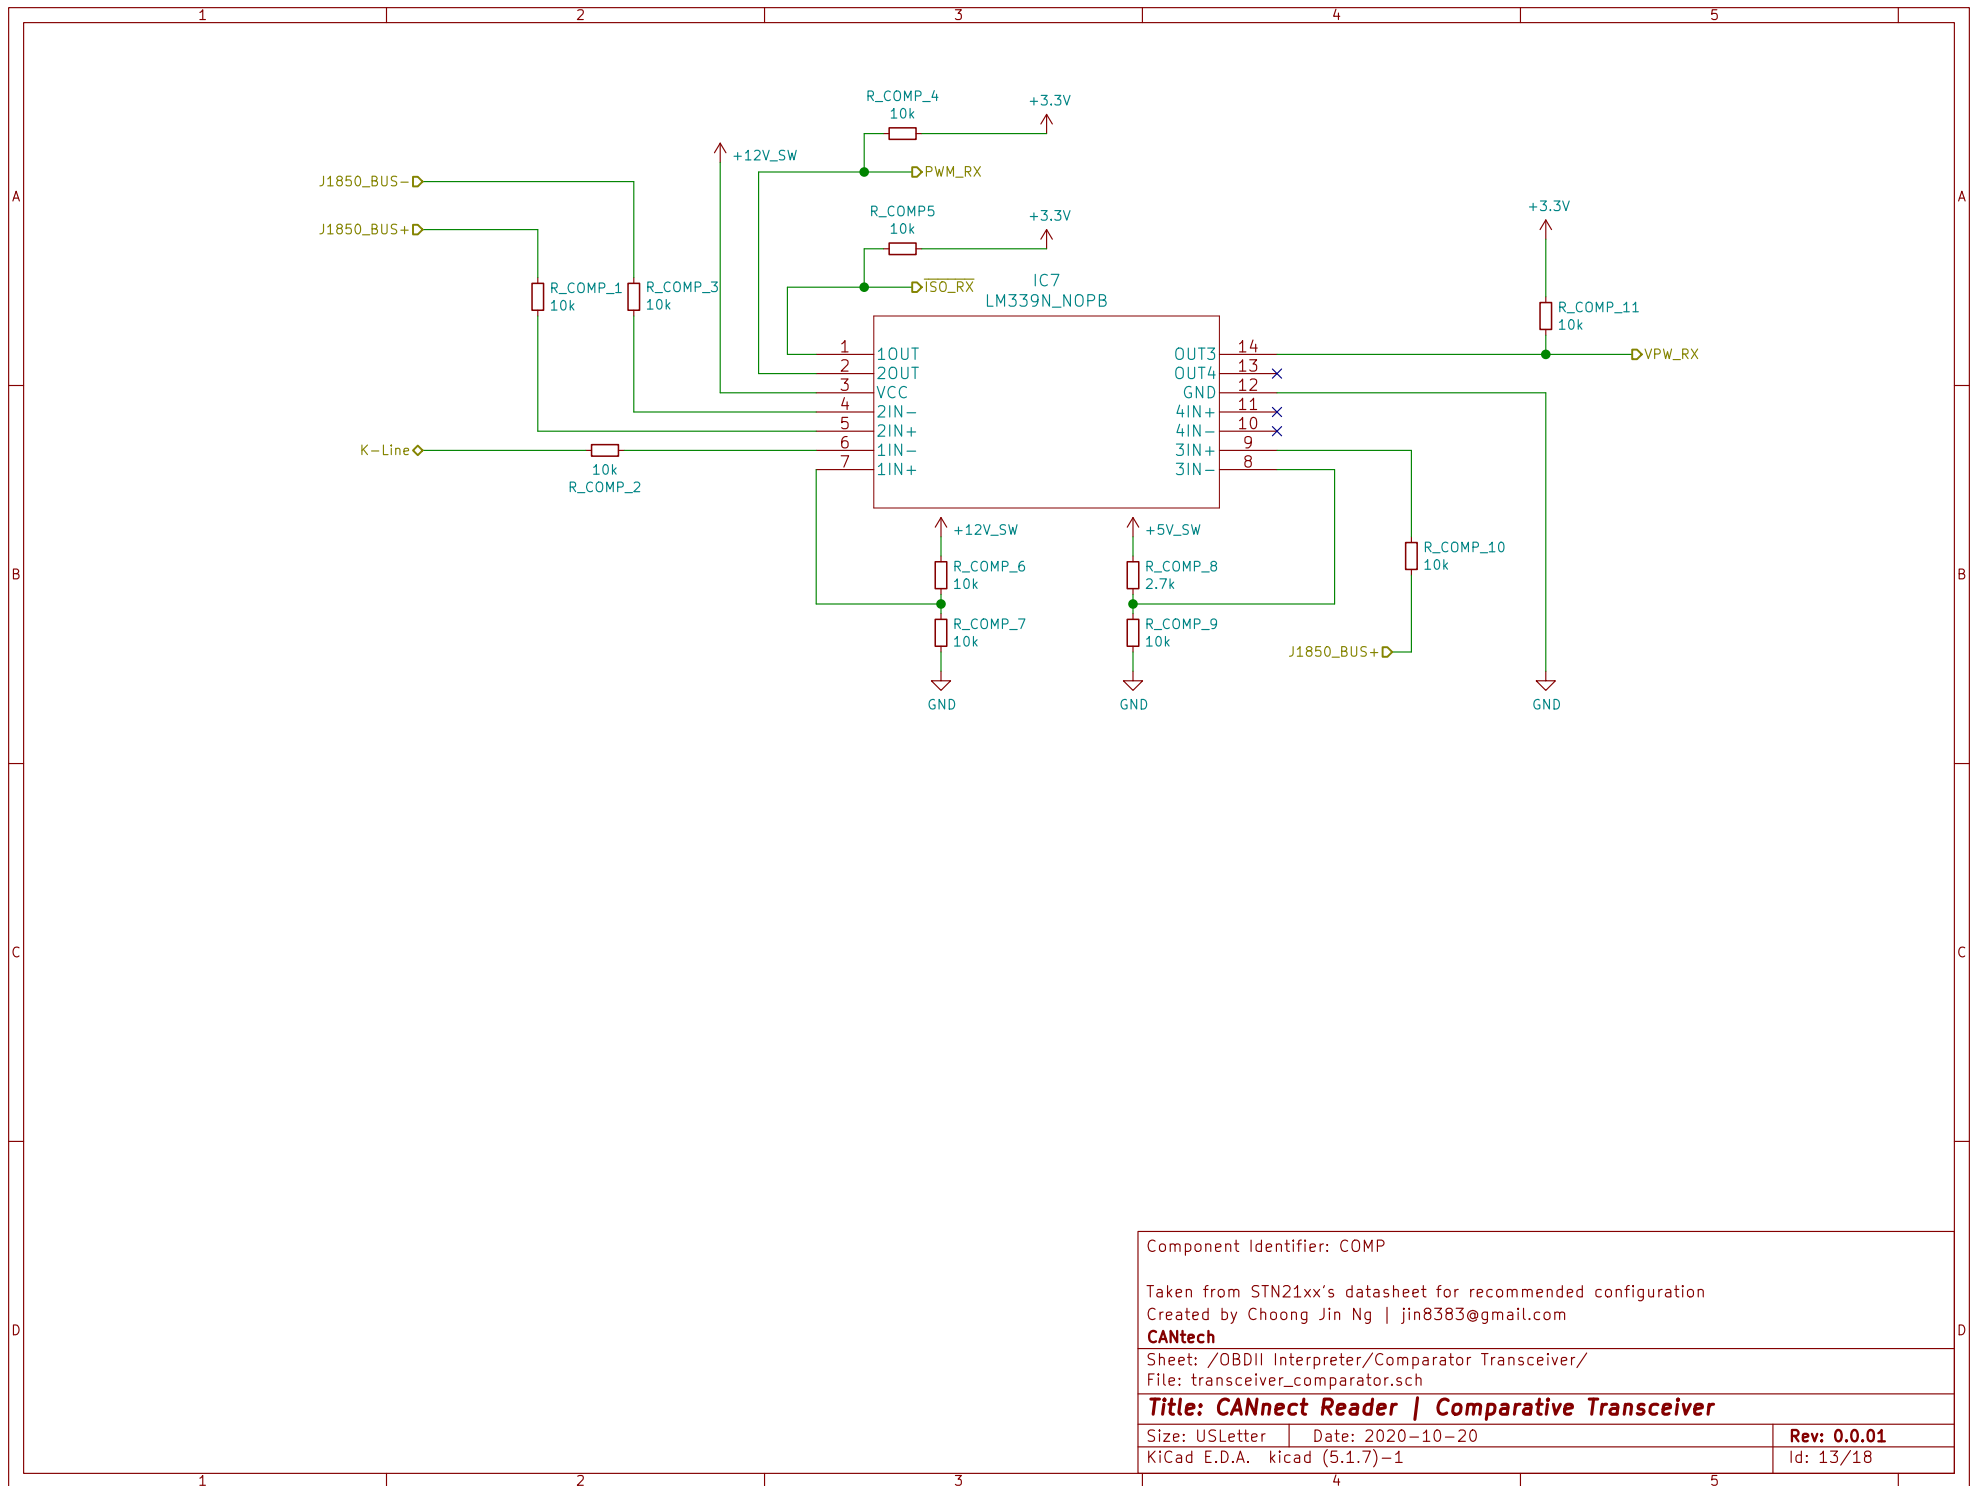 1 2 3 4 5
R_COMP_4
10k
+3.3V
+12V_SW
PWM_RX
J1850_BUS-
A
A
R_COMP5
10k
+3.3V
+3.3V
J1850_BUS+
ISO_RX
IC7
LM339N_NOPB
R_COMP_1
10k
R_COMP_3
10k
R_COMP_11
10k
1 1OUT
2 2OUT
3 VCC
4 2IN-
5 2IN+
6 1IN-
7 1IN+
OUT3 14
OUT4 13
GND 12
4IN+ 11
4IN- 10
3IN+ 9
3IN- 8
VPW_RX
K-Line
10k
R_COMP_2
+12V_SW
+5V_SW
R_COMP_10
10k
B
B
R_COMP_6
10k
R_COMP_8
2.7k
R_COMP_7
10k
R_COMP_9
10k
J1850_BUS+
GND
GND
GND
C
C
D
D
Component Identifier: COMP
Taken from STN21xx's datasheet for recommended configuration
Created by Choong Jin Ng | jin8383@gmail.com
CANtech
Sheet: /OBDII Interpreter/Comparator Transceiver/
File: transceiver_comparator.sch
Title: CANnect Reader | Comparative Transceiver
Size: USLetter Date: 2020-10-20 Rev: 0.0.01
KiCad E.D.A. kicad (5.1.7)-1 Id: 13/18
1 2 3 4 5